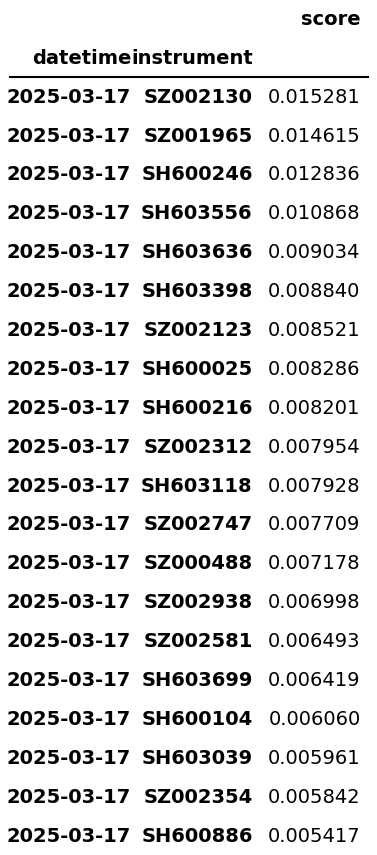 score
datetime instrument
2025-03-17 SZ002130 0.015281
2025-03-17 SZ001965 0.014615
2025-03-17 SH600246 0.012836
2025-03-17 SH603556 0.010868
2025-03-17 SH603636 0.009034
2025-03-17 SH603398 0.008840
2025-03-17 SZ002123 0.008521
2025-03-17 SH600025 0.008286
2025-03-17 SH600216 0.008201
2025-03-17 SZ002312 0.007954
2025-03-17 SH603118 0.007928
2025-03-17 SZ002747 0.007709
2025-03-17 SZ000488 0.007178
2025-03-17 SZ002938 0.006998
2025-03-17 SZ002581 0.006493
2025-03-17 SH603699 0.006419
2025-03-17 SH600104 0.006060
2025-03-17 SH603039 0.005961
2025-03-17 SZ002354 0.005842
2025-03-17 SH600886 0.005417